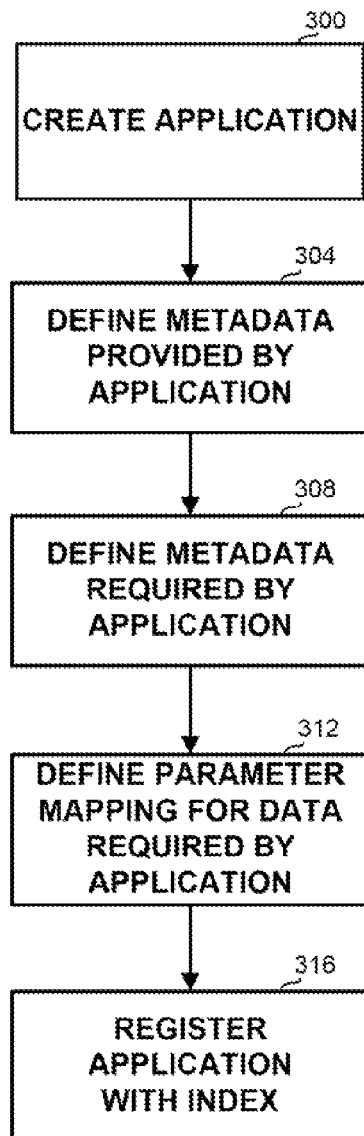 300
CREATE APPLICATION
304
DEFINE METADATA
PROVIDED BY
APPLICATION
308
DEFINE METADATA
REQUIRED BY
APPLICATION
312
DEFINE PARAMETER
MAPPING FOR DATA
REQUIRED BY
APPLICATION
316
REGISTER
APPLICATION
WITH INDEX